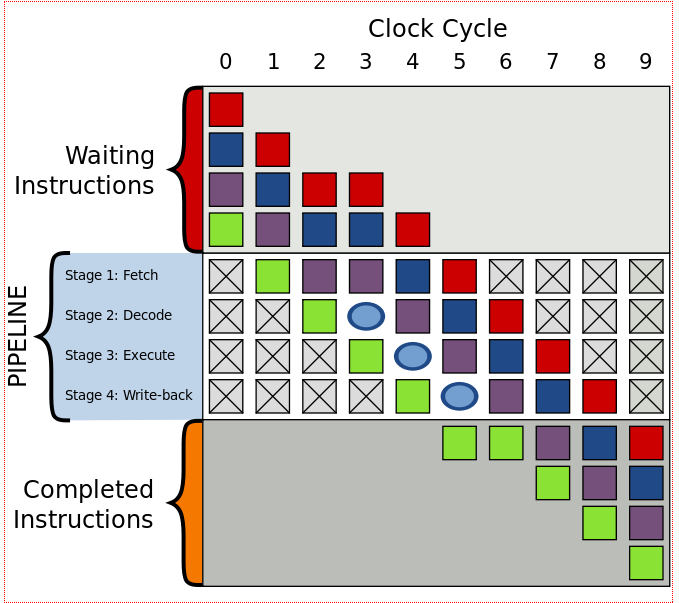 Clock Cycle
0 1 2 3 4 5 6 7 8 9
Waiting
Instructions
PIPELINE
Stage 1: Fetch
Stage 2: Decode
Stage 3: Execute
Stage 4: Write-back
Completed
Instructions